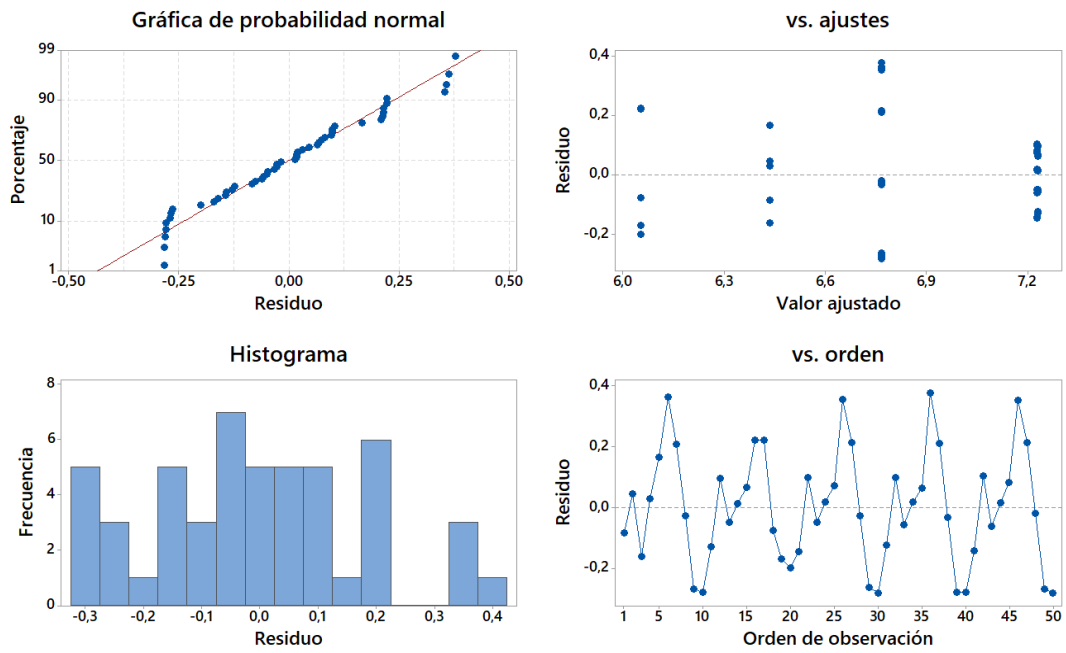 Gráfica de probabilidad normal
99
90
50
10
1
Porcentaje
-0,50 -0,25 0,00 0,25 0,50
Residuo
vs. ajustes
0,4
0,2
0,0
-0,2
Residuo
6,0 6,3 6,6 6,9 7,2
Valor ajustado
Histograma
8
6
4
2
0
Frecuencia
-0,3 -0,2 -0,1 0,0 0,1 0,2 0,3 0,4
Residuo
vs. orden
0,4
0,2
0,0
-0,2
Residuo
1 5 10 15 20 25 30 35 40 45 50
Orden de observación